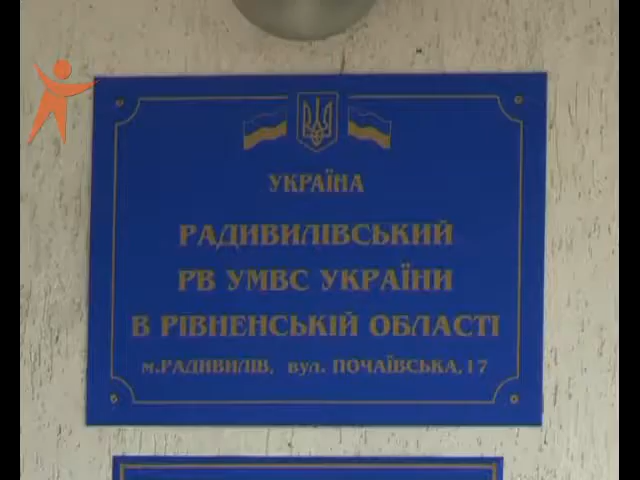 УКРАЇНА
РАДИВИЛІВСЬКИЙ
РВ УМВС УКРАЇНИ
В РІВНЕНСЬКІЙ ОБЛАСТІ
м.РАДИВИЛІВ, вул. ПОЧАЇВСЬКА, 17